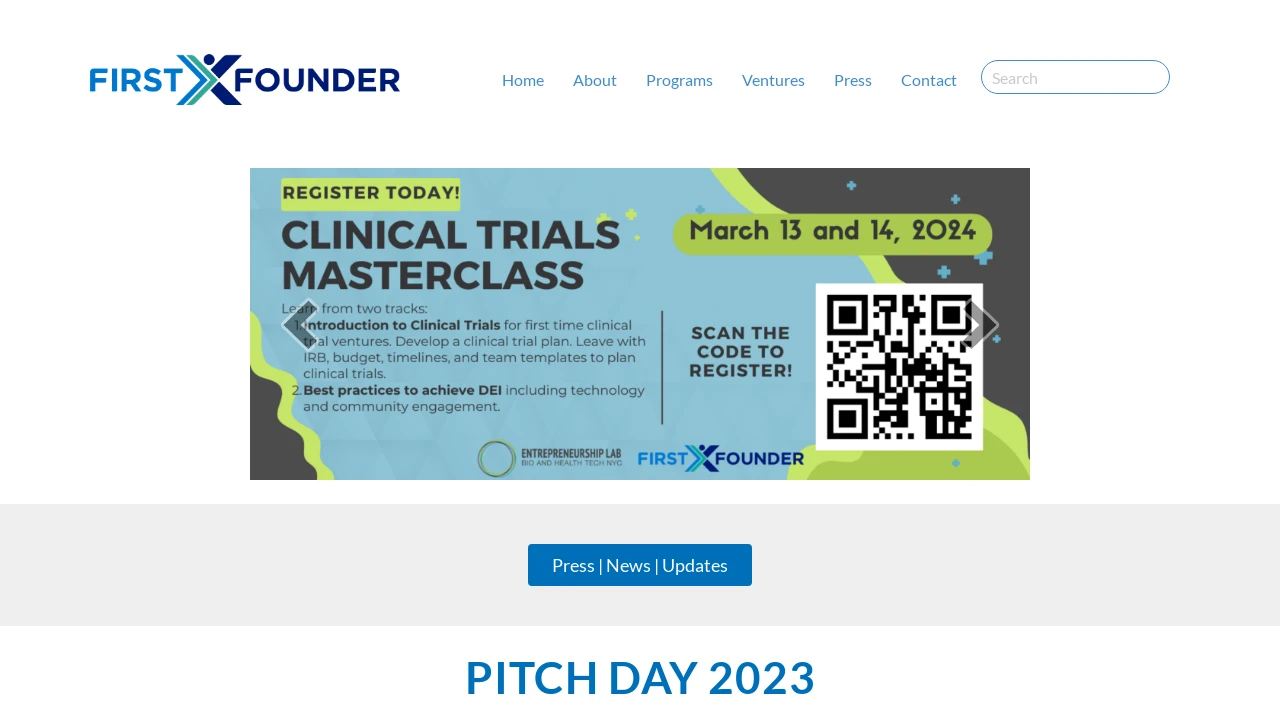 FIRST FOUNDER
Home
About
Programs
Ventures
Press
Contact
Search
REGISTER TODAY!
CLINICAL TRIALS
MASTERCLASS
March 13 and 14, 2024
Learn from two tracks:
1. Introduction to Clinical Trials for first time clinical
trial ventures. Develop a clinical trial plan. Leave with
IRB, budget, timelines, and team templates to plan
clinical trials.
2. Best practices to achieve DEI including technology
and community engagement.
SCAN THE
CODE TO
REGISTER!
ENTREPRENEURSHIP LAB
BIO AND HEALTH TECH NYC
FIRST FOUNDER
Press | News | Updates
PITCH DAY 2023